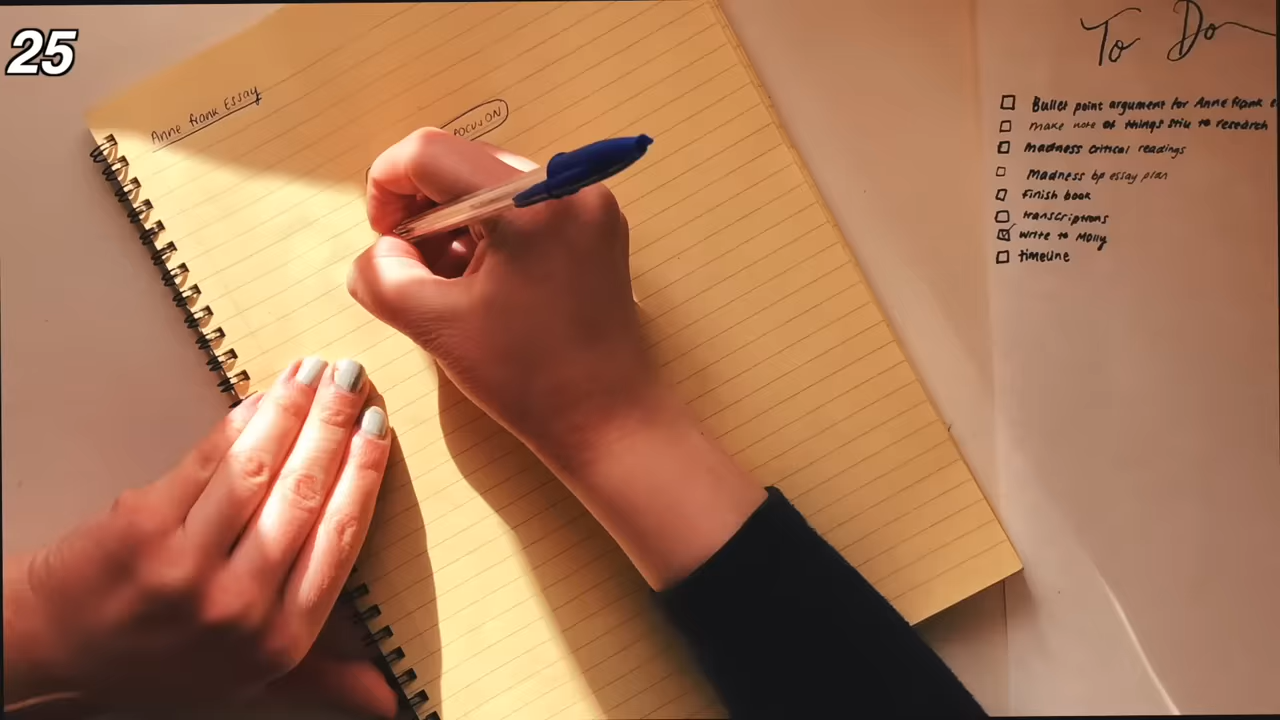 25
Anne Frank Essay
FOCUS ON
To Do
Bullet point argument for Anne Frank e
make note of things still to research
Madness critical readings
Madness bp essay plan
finish book
transcriptions
write to Molly
timeline